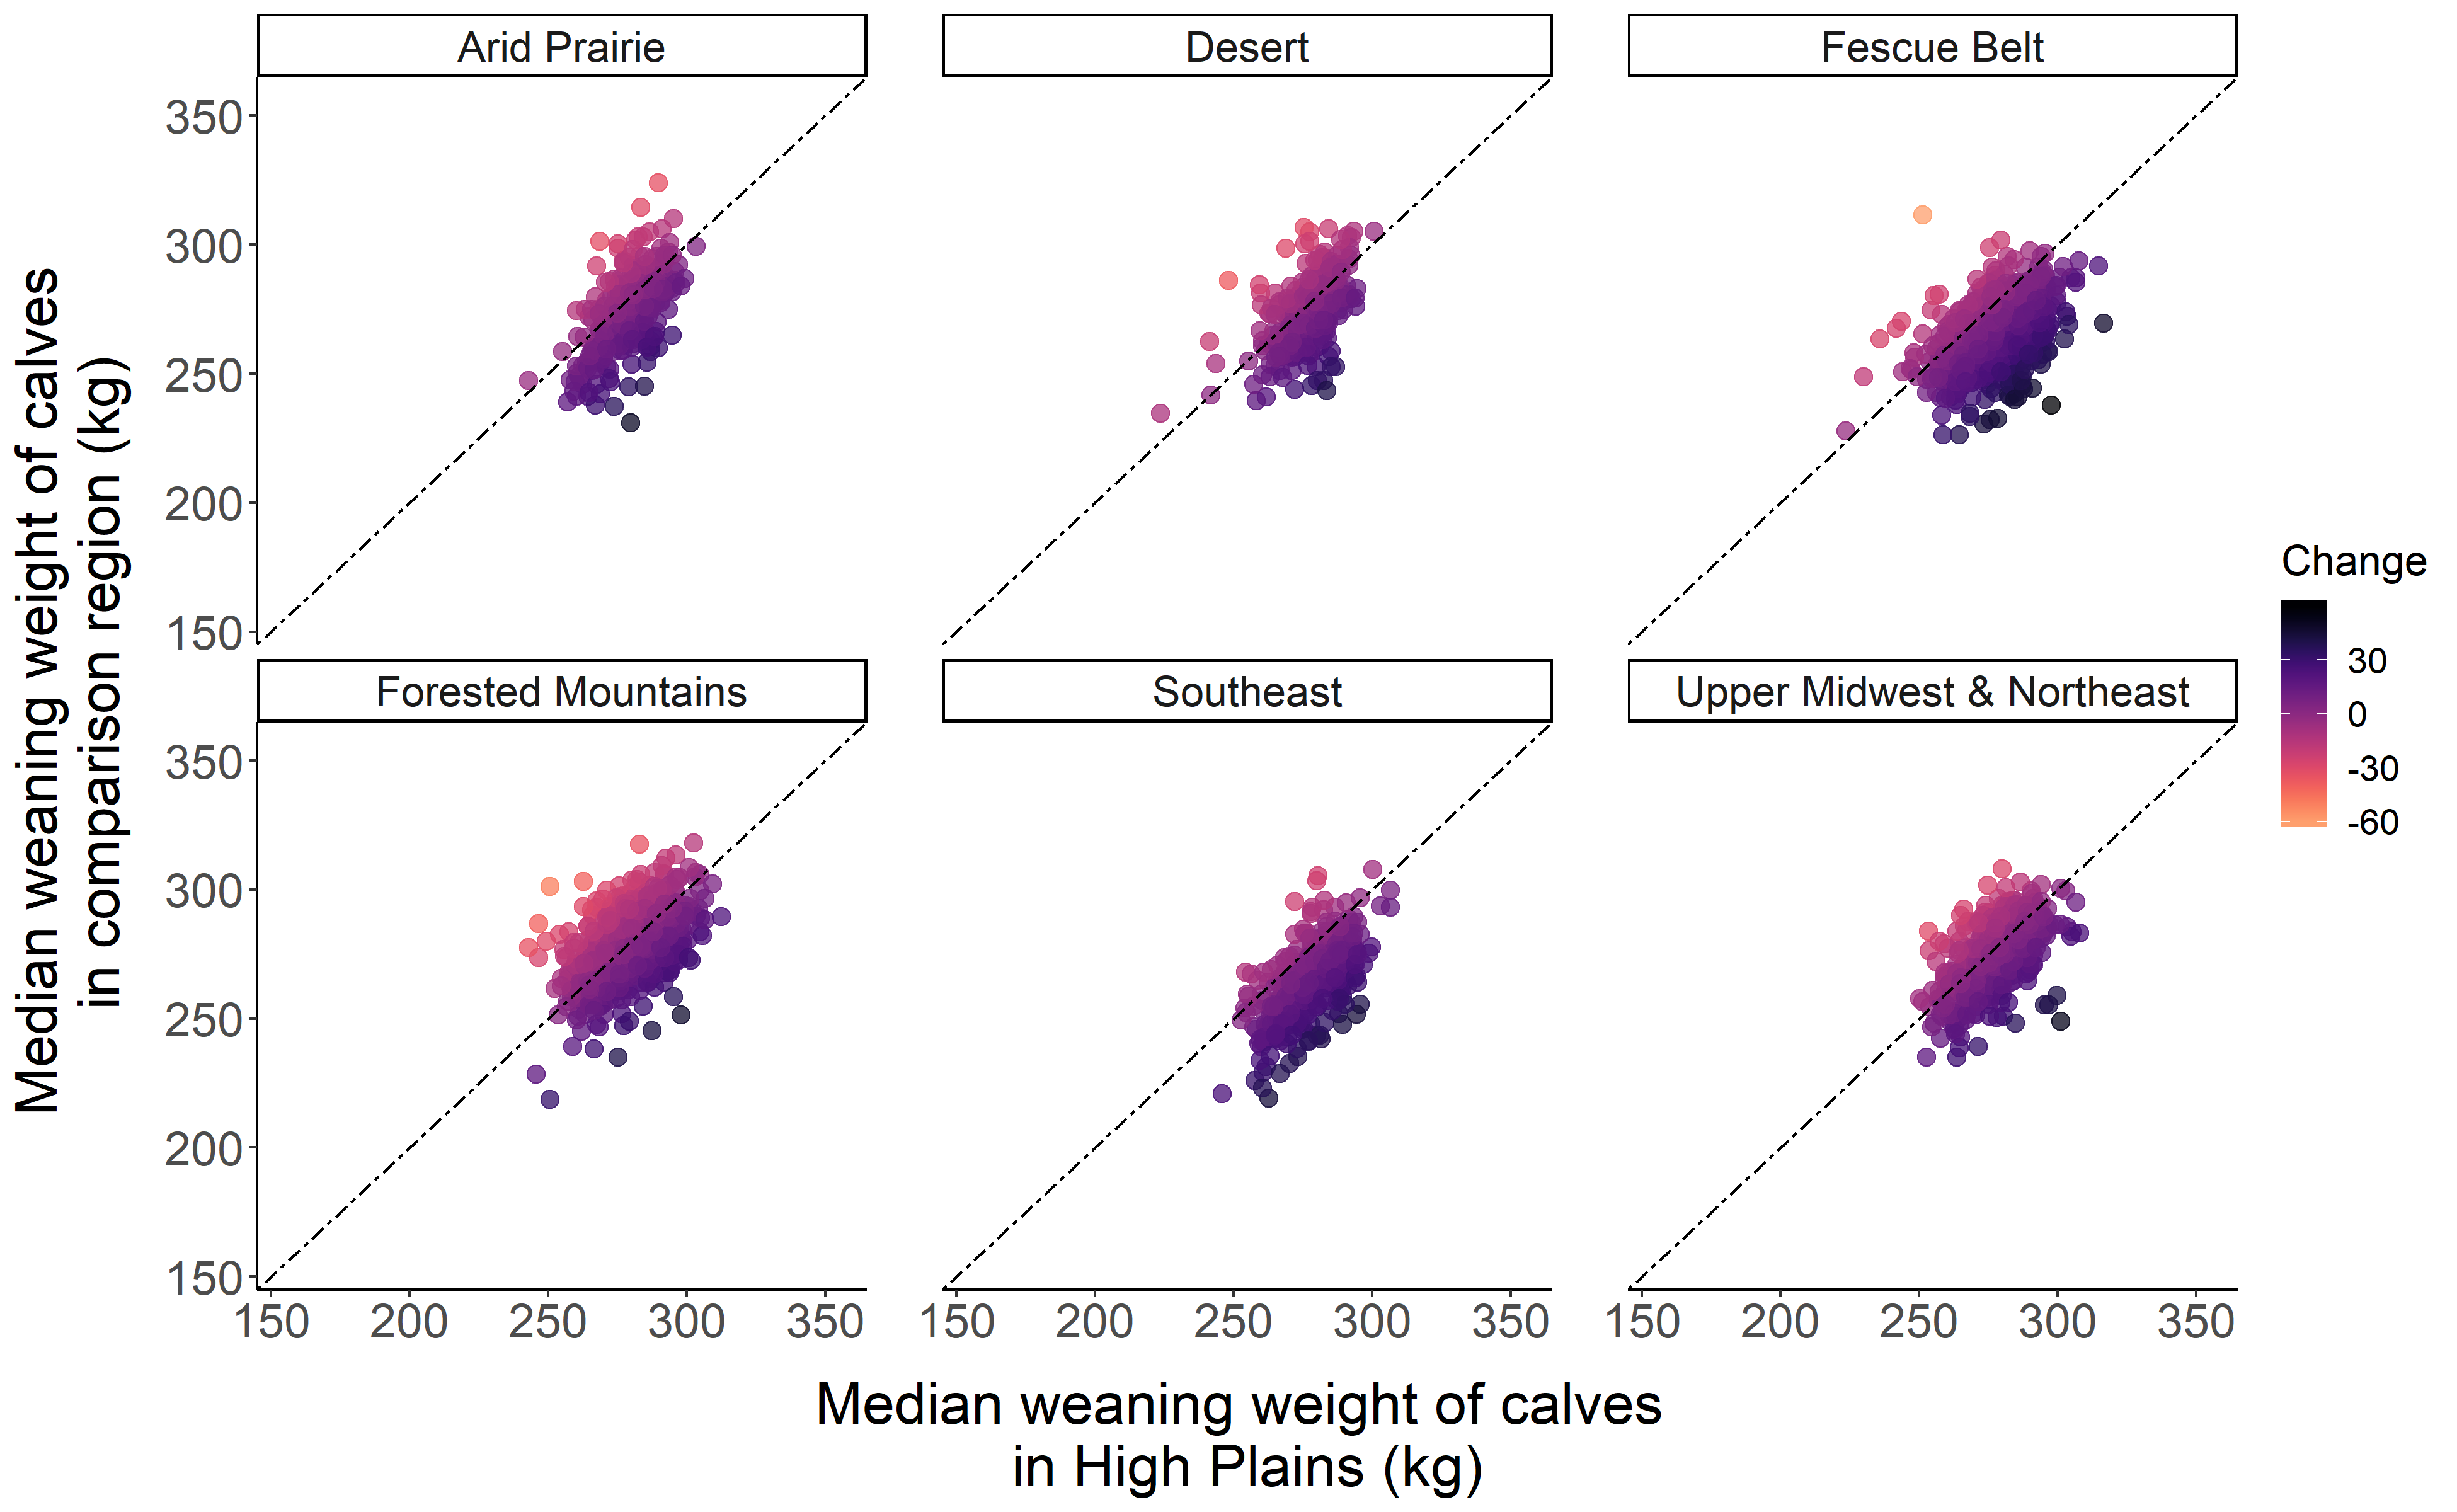 Arid Prairie
Desert
Fescue Belt
350
300
250
200
150
Forested Mountains
Southeast
Upper Midwest & Northeast
350
300
250
200
150
150 200 250 300 350
150 200 250 300 350
150 200 250 300 350
Median weaning weight of calves
in comparison region (kg)
Median weaning weight of calves
in High Plains (kg)
Change
30
0
-30
-60